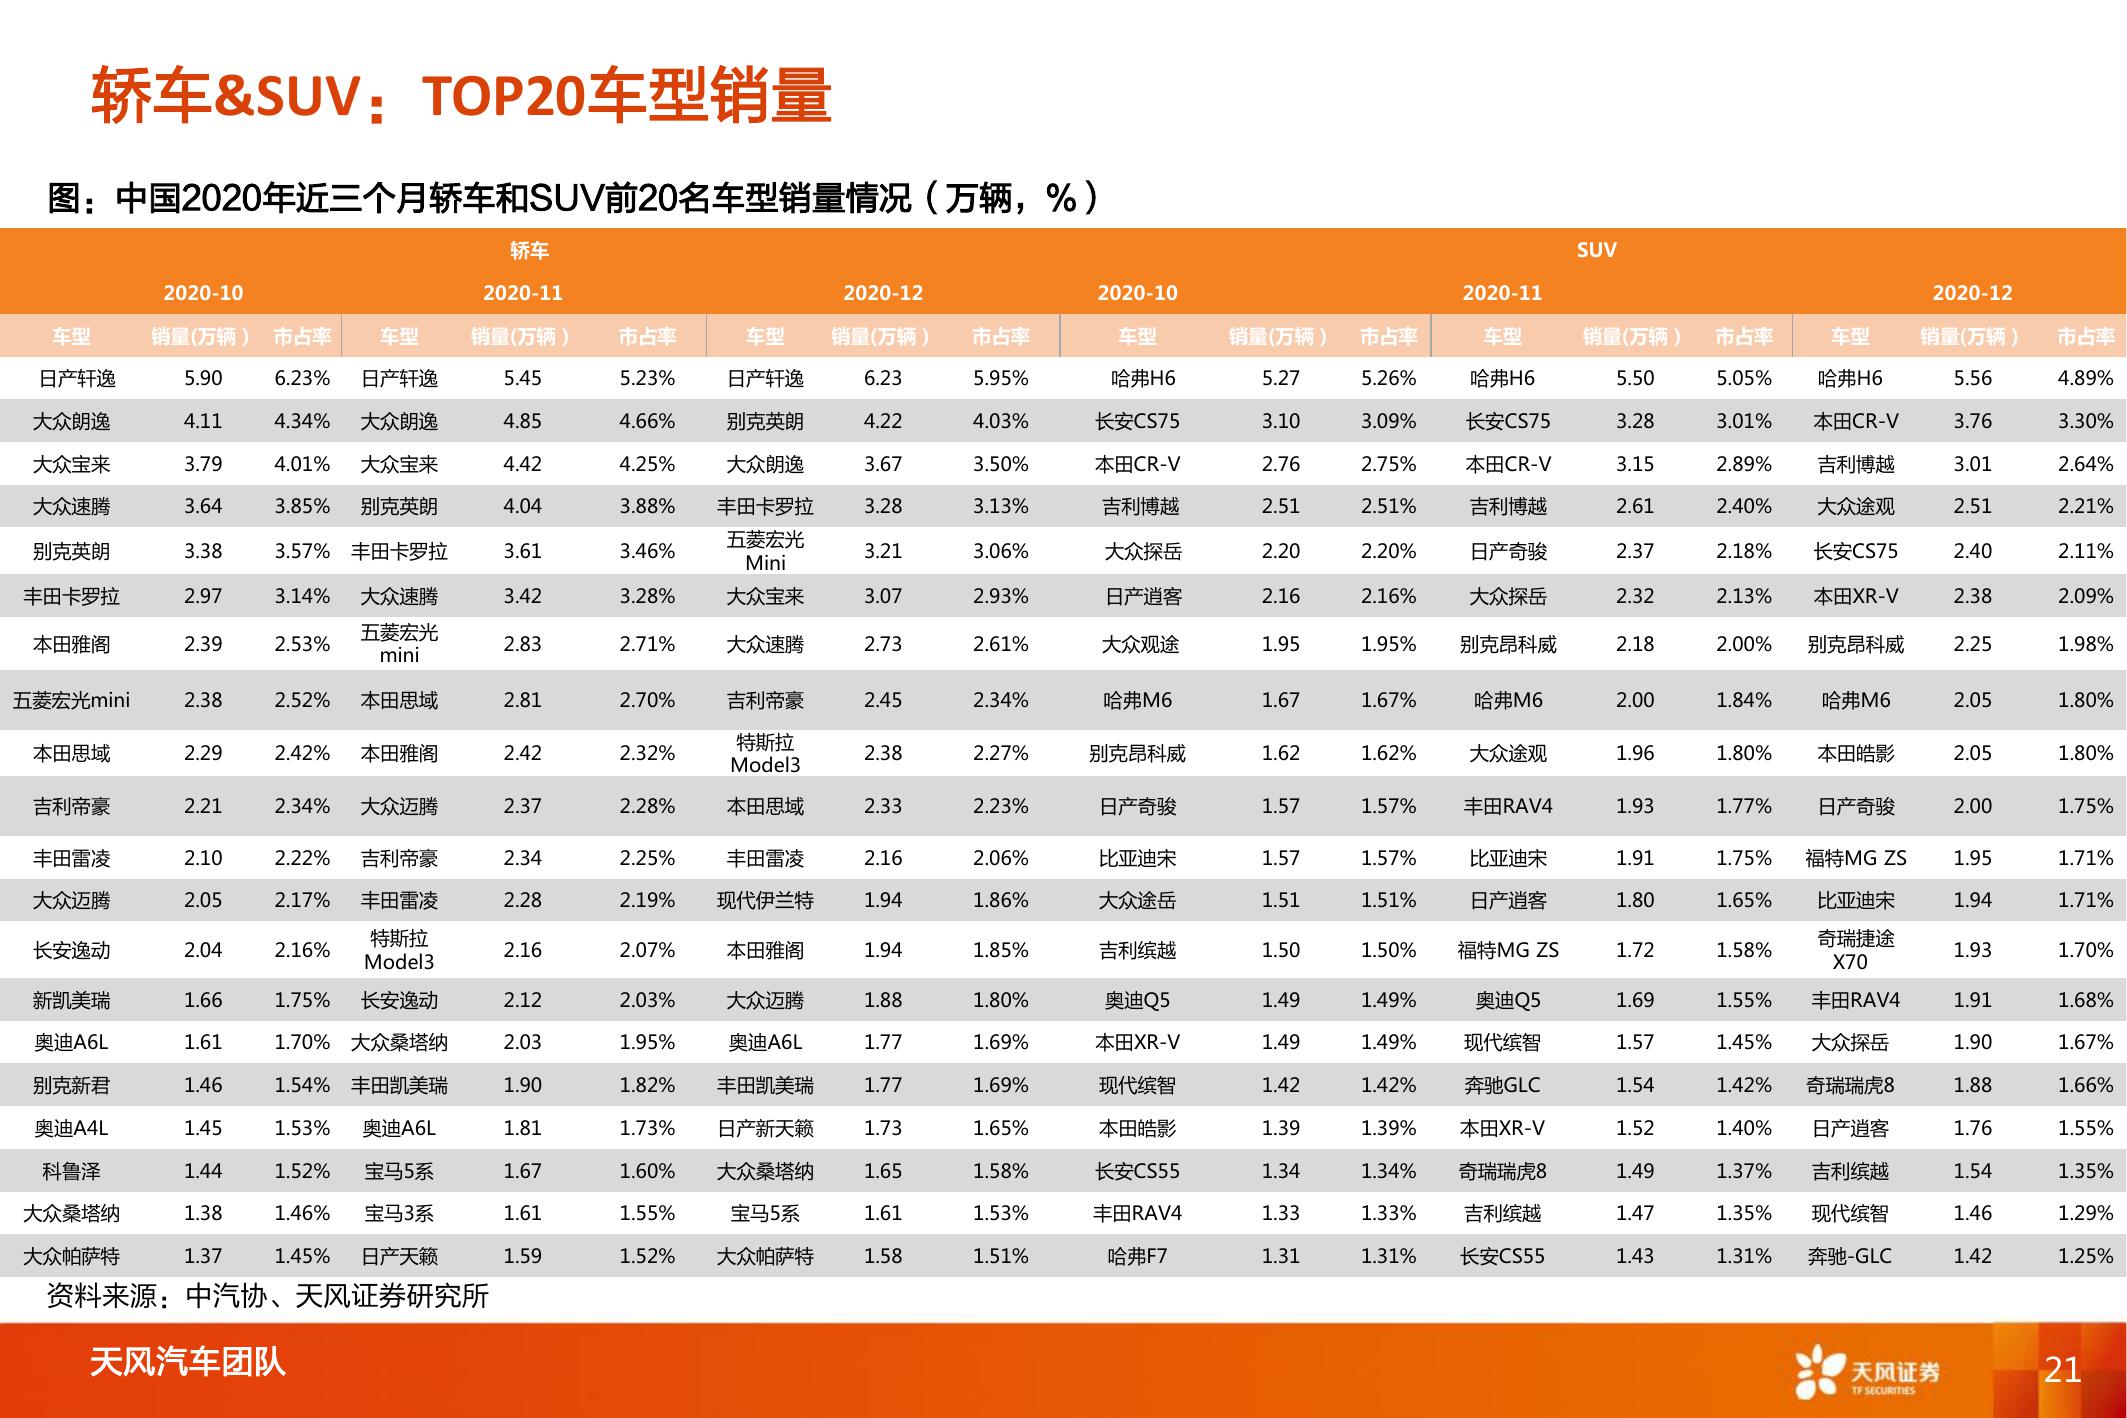 轿车&SUV：TOP20车型销量
图：中国2020年近三个月轿车和SUV前20名车型销量情况（万辆，%）
轿车 SUV
2020-10 2020-11 2020-12 2020-10 2020-11 2020-12
车型 销量(万辆） 市占率 车型 销量(万辆） 市占率 车型 销量(万辆） 市占率 车型 销量(万辆） 市占率 车型 销量(万辆） 市占率 车型 销量(万辆） 市占率
日产轩逸 5.90 6.23% 日产轩逸 5.45 5.23% 日产轩逸 6.23 5.95% 哈弗H6 5.27 5.26% 哈弗H6 5.50 5.05% 哈弗H6 5.56 4.89%
大众朗逸 4.11 4.34% 大众朗逸 4.85 4.66% 别克英朗 4.22 4.03% 长安CS75 3.10 3.09% 长安CS75 3.28 3.01% 本田CR-V 3.76 3.30%
大众宝来 3.79 4.01% 大众宝来 4.42 4.25% 大众朗逸 3.67 3.50% 本田CR-V 2.76 2.75% 本田CR-V 3.15 2.89% 吉利博越 3.01 2.64%
大众速腾 3.64 3.85% 别克英朗 4.04 3.88% 丰田卡罗拉 3.28 3.13% 吉利博越 2.51 2.51% 吉利博越 2.61 2.40% 大众途观 2.51 2.21%
别克英朗 3.38 3.57% 丰田卡罗拉 3.61 3.46% 五菱宏光Mini 3.21 3.06% 大众探岳 2.20 2.20% 日产奇骏 2.37 2.18% 长安CS75 2.40 2.11%
丰田卡罗拉 2.97 3.14% 大众速腾 3.42 3.28% 大众宝来 3.07 2.93% 日产逍客 2.16 2.16% 大众探岳 2.32 2.13% 本田XR-V 2.38 2.09%
本田雅阁 2.39 2.53% 五菱宏光mini 2.83 2.71% 大众速腾 2.73 2.61% 大众观途 1.95 1.95% 别克昂科威 2.18 2.00% 别克昂科威 2.25 1.98%
五菱宏光mini 2.38 2.52% 本田思域 2.81 2.70% 吉利帝豪 2.45 2.34% 哈弗M6 1.67 1.67% 哈弗M6 2.00 1.84% 哈弗M6 2.05 1.80%
本田思域 2.29 2.42% 本田雅阁 2.42 2.32% 特斯拉Model3 2.38 2.27% 别克昂科威 1.62 1.62% 大众途观 1.96 1.80% 本田皓影 2.05 1.80%
吉利帝豪 2.21 2.34% 大众迈腾 2.37 2.28% 本田思域 2.33 2.23% 日产奇骏 1.57 1.57% 丰田RAV4 1.93 1.77% 日产奇骏 2.00 1.75%
丰田雷凌 2.10 2.22% 吉利帝豪 2.34 2.25% 丰田雷凌 2.16 2.06% 比亚迪宋 1.57 1.57% 比亚迪宋 1.91 1.75% 福特MG ZS 1.95 1.71%
大众迈腾 2.05 2.17% 丰田雷凌 2.28 2.19% 现代伊兰特 1.94 1.86% 大众途岳 1.51 1.51% 日产逍客 1.80 1.65% 比亚迪宋 1.94 1.71%
长安逸动 2.04 2.16% 特斯拉Model3 2.16 2.07% 本田雅阁 1.94 1.85% 吉利缤越 1.50 1.50% 福特MG ZS 1.72 1.58% 奇瑞捷途X70 1.93 1.70%
新凯美瑞 1.66 1.75% 长安逸动 2.12 2.03% 大众迈腾 1.88 1.80% 奥迪Q5 1.49 1.49% 奥迪Q5 1.69 1.55% 丰田RAV4 1.91 1.68%
奥迪A6L 1.61 1.70% 大众桑塔纳 2.03 1.95% 奥迪A6L 1.77 1.69% 本田XR-V 1.49 1.49% 现代缤智 1.57 1.45% 大众探岳 1.90 1.67%
别克新君 1.46 1.54% 丰田凯美瑞 1.90 1.82% 丰田凯美瑞 1.77 1.69% 现代缤智 1.42 1.42% 奔驰GLC 1.54 1.42% 奇瑞瑞虎8 1.88 1.66%
奥迪A4L 1.45 1.53% 奥迪A6L 1.81 1.73% 日产新天籁 1.73 1.65% 本田皓影 1.39 1.39% 本田XR-V 1.52 1.40% 日产逍客 1.76 1.55%
科鲁泽 1.44 1.52% 宝马5系 1.67 1.60% 大众桑塔纳 1.65 1.58% 长安CS55 1.34 1.34% 奇瑞瑞虎8 1.49 1.37% 吉利缤越 1.54 1.35%
大众桑塔纳 1.38 1.46% 宝马3系 1.61 1.55% 宝马5系 1.61 1.53% 丰田RAV4 1.33 1.33% 吉利缤越 1.47 1.35% 现代缤智 1.46 1.29%
大众帕萨特 1.37 1.45% 日产天籁 1.59 1.52% 大众帕萨特 1.58 1.51% 哈弗F7 1.31 1.31% 长安CS55 1.43 1.31% 奔驰-GLC 1.42 1.25%
资料来源：中汽协、天风证券研究所
天风汽车团队
天风证券
TF SECURITIES
21